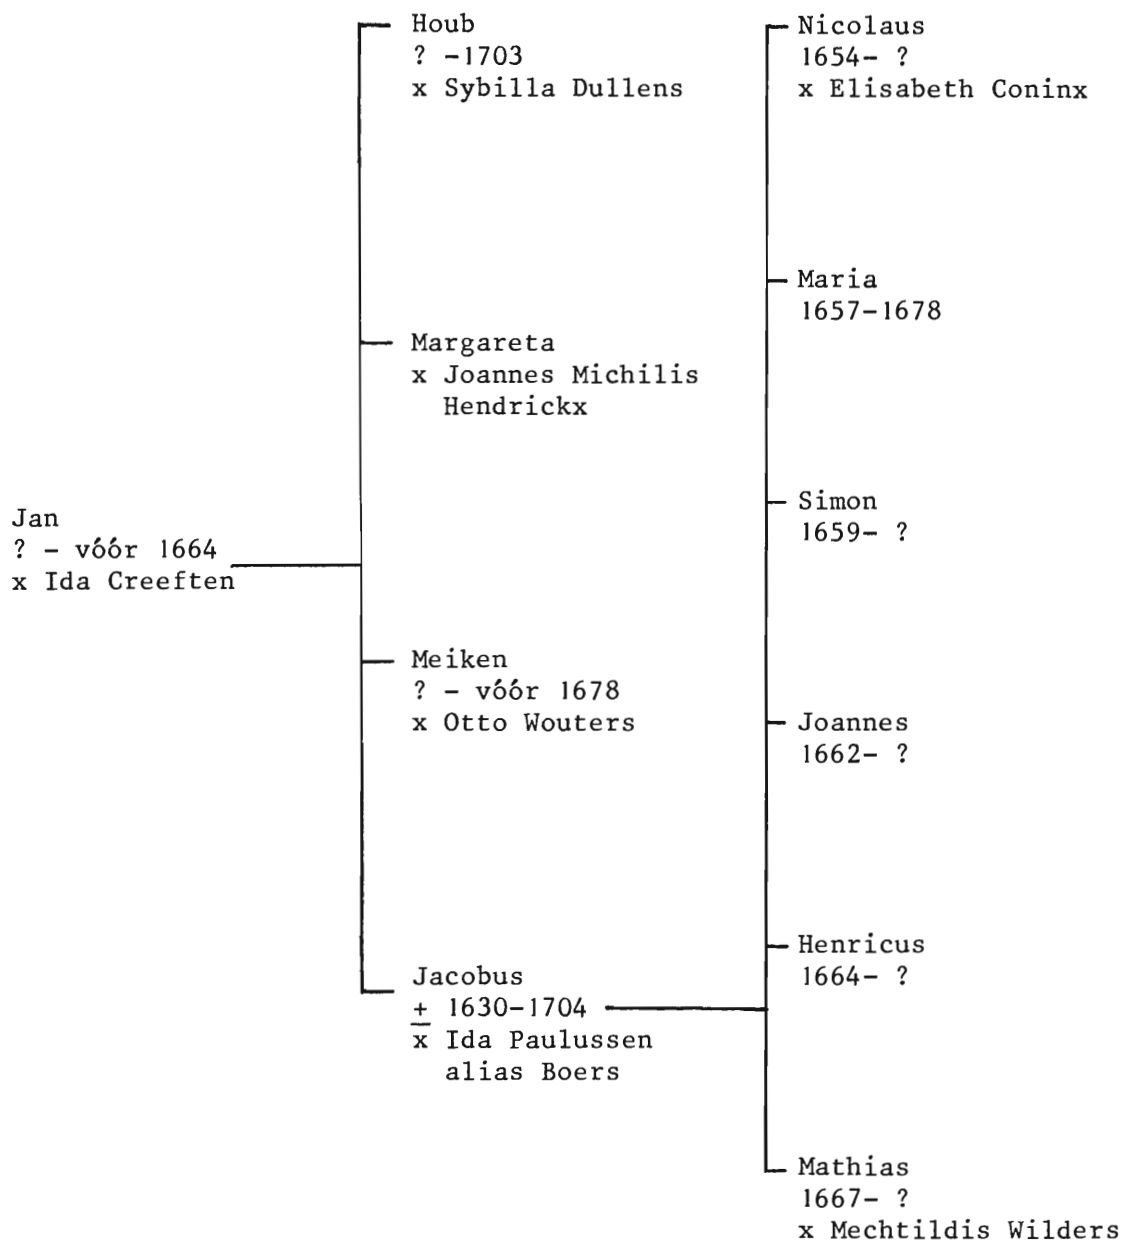 Jan
? - vóór 1664
x Ida Creeften
Houb
? -1703
x Sybilla Dullens
Margareta
x Joannes Michilis
Hendrickx
Meiken
? - vóór 1678
x Otto Wouters
Jacobus
± 1630-1704
x Ida Paulussen
alias Boers
Nicolaus
1654- ?
x Elisabeth Coninx
Maria
1657-1678
Simon
1659- ?
Joannes
1662- ?
Henricus
1664- ?
Mathias
1667- ?
x Mechtildis Wilders